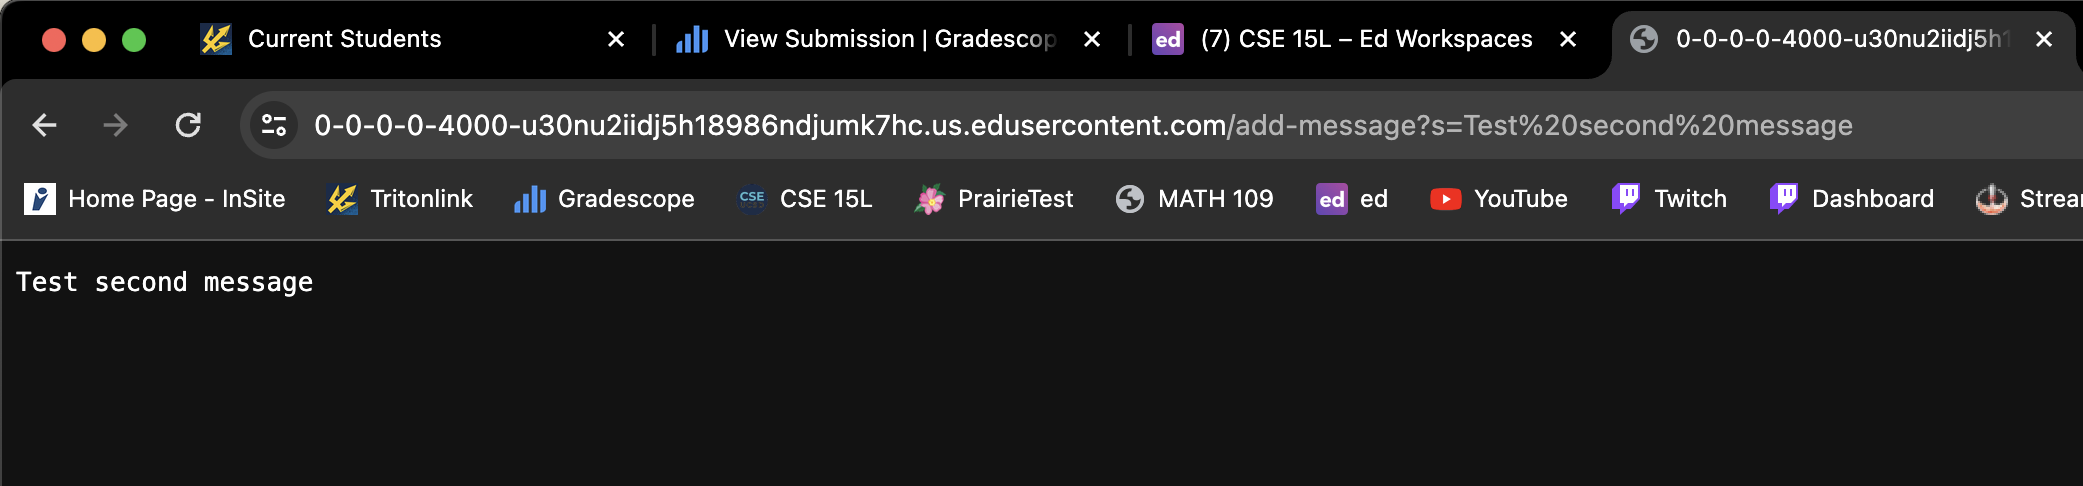 Current Students
View Submission | Gradescop
ed (7) CSE 15L – Ed Workspaces
0-0-0-0-4000-u30nu2iidj5h1
0-0-0-0-4000-u30nu2iidj5h18986ndjumk7hc.us.edusercontent.com/add-message?s=Test%20second%20message
Home Page - InSite
Tritonlink
Gradescope
CSE CSE 15L
PrairieTest
MATH 109
ed ed
YouTube
Twitch
Dashboard
Strea
Test second message